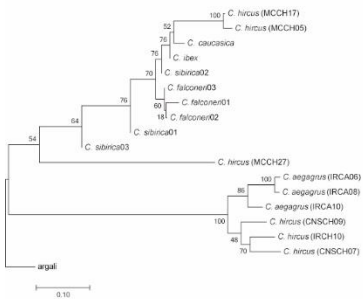 C. hircus (MCCH17)
100
C. hircus (MCCH05)
52
C. caucasica
76
C. ibex
70
C. sibirica02
76
C. falconeri03
C. falconeri01
60
C. falconeri02
18
64
C. sibirica01
54
C. sibirica03
C. hircus (MCCH27)
C. aegagrus (IRCA06)
100
86
C. aegagrus (IRCA08)
C. aegagrus (IRCA10)
100
C. hircus (CNSCH09)
48
C. hircus (IRCH10)
70
C. hircus (CNSCH07)
argali
0.10